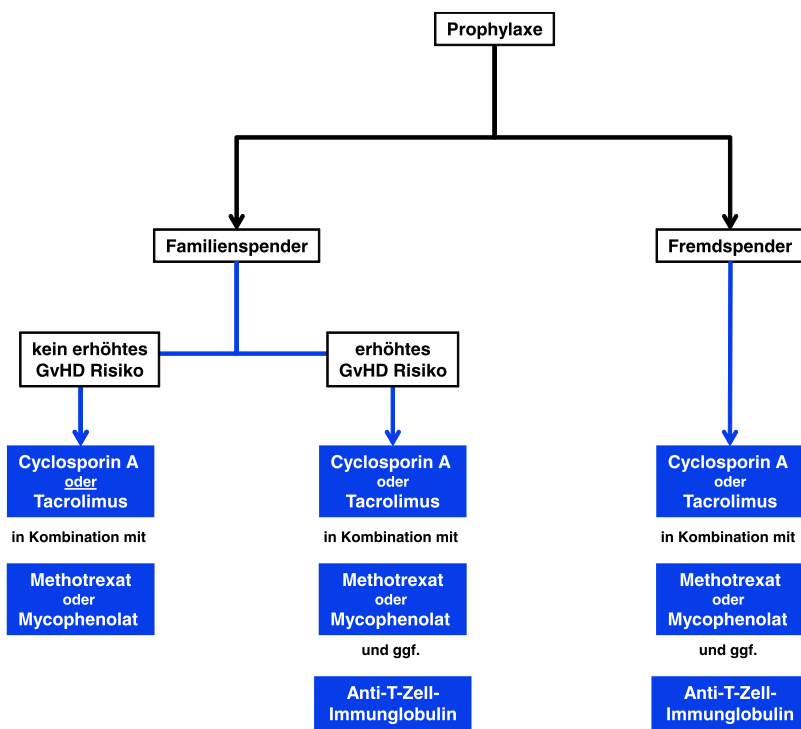 Prophylaxe
Familienspender
Fremdspender
kein erhöhtes
GvHD Risiko
erhöhtes
GvHD Risiko
Cyclosporin A
oder
Tacrolimus
in Kombination mit
Methotrexat
oder
Mycophenolat
Cyclosporin A
oder
Tacrolimus
in Kombination mit
Methotrexat
oder
Mycophenolat
und ggf.
Anti-T-Zell-
Immunglobulin
Cyclosporin A
oder
Tacrolimus
in Kombination mit
Methotrexat
oder
Mycophenolat
und ggf.
Anti-T-Zell-
Immunglobulin